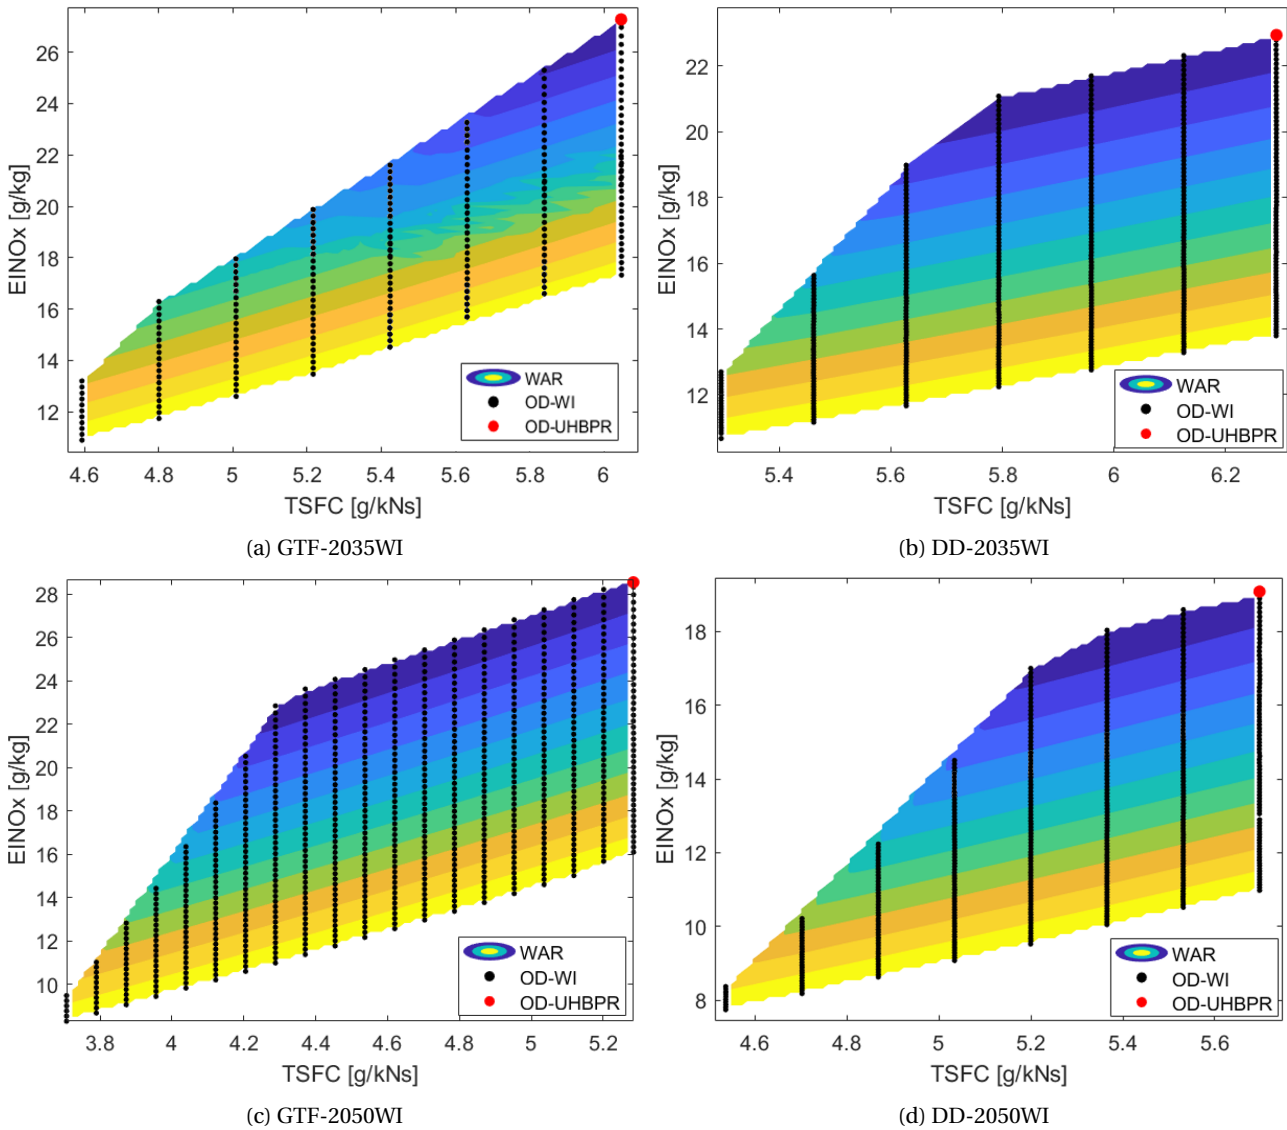 EINOx [g/kg]
26
24
22
20
18
16
14
12
4.6 4.8 5 5.2 5.4 5.6 5.8 6
TSFC [g/kNs]
WAR
OD-WI
OD-UHBPR
(a) GTF-2035WI
EINOx [g/kg]
22
20
18
16
14
12
5.4 5.6 5.8 6 6.2
TSFC [g/kNs]
WAR
OD-WI
OD-UHBPR
(b) DD-2035WI
EINOx [g/kg]
28
26
24
22
20
18
16
14
12
10
3.8 4 4.2 4.4 4.6 4.8 5 5.2
TSFC [g/kNs]
WAR
OD-WI
OD-UHBPR
(c) GTF-2050WI
EINOx [g/kg]
18
16
14
12
10
8
4.6 4.8 5 5.2 5.4 5.6
TSFC [g/kNs]
WAR
OD-WI
OD-UHBPR
(d) DD-2050WI